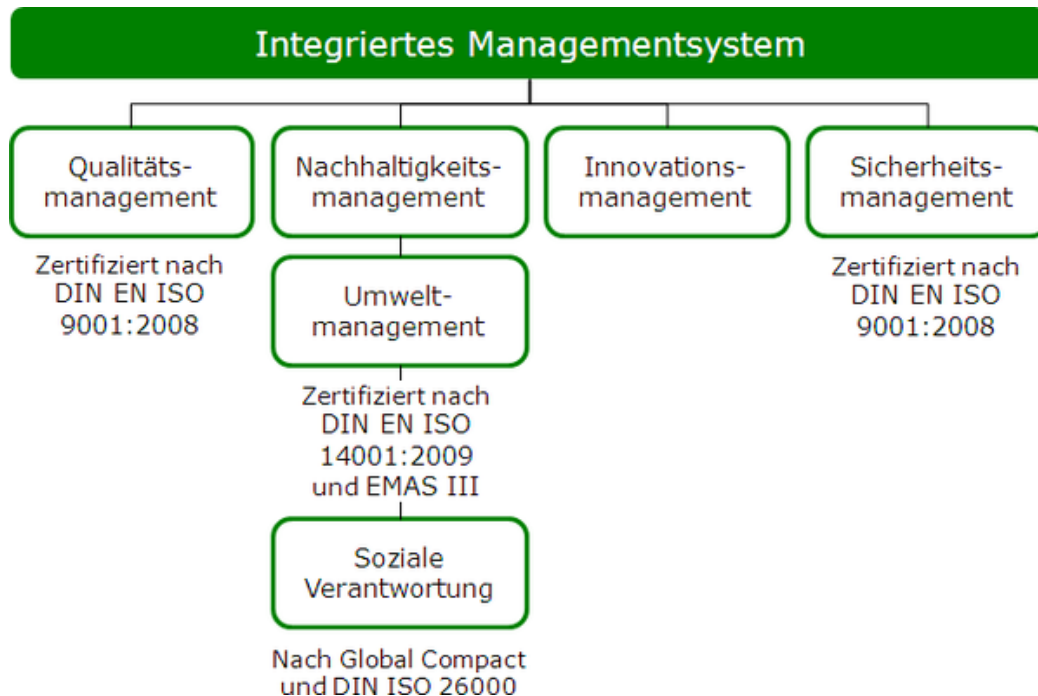 Integriertes Managementsystem
Qualitäts-
management
Zertifiziert nach
DIN EN ISO
9001:2008
Nachhaltigkeits-
management
Umwelt-
management
Zertifiziert nach
DIN EN ISO
14001:2009
und EMAS III
Soziale
Verantwortung
Nach Global Compact
und DIN ISO 26000
Innovations-
management
Sicherheits-
management
Zertifiziert nach
DIN EN ISO
9001:2008